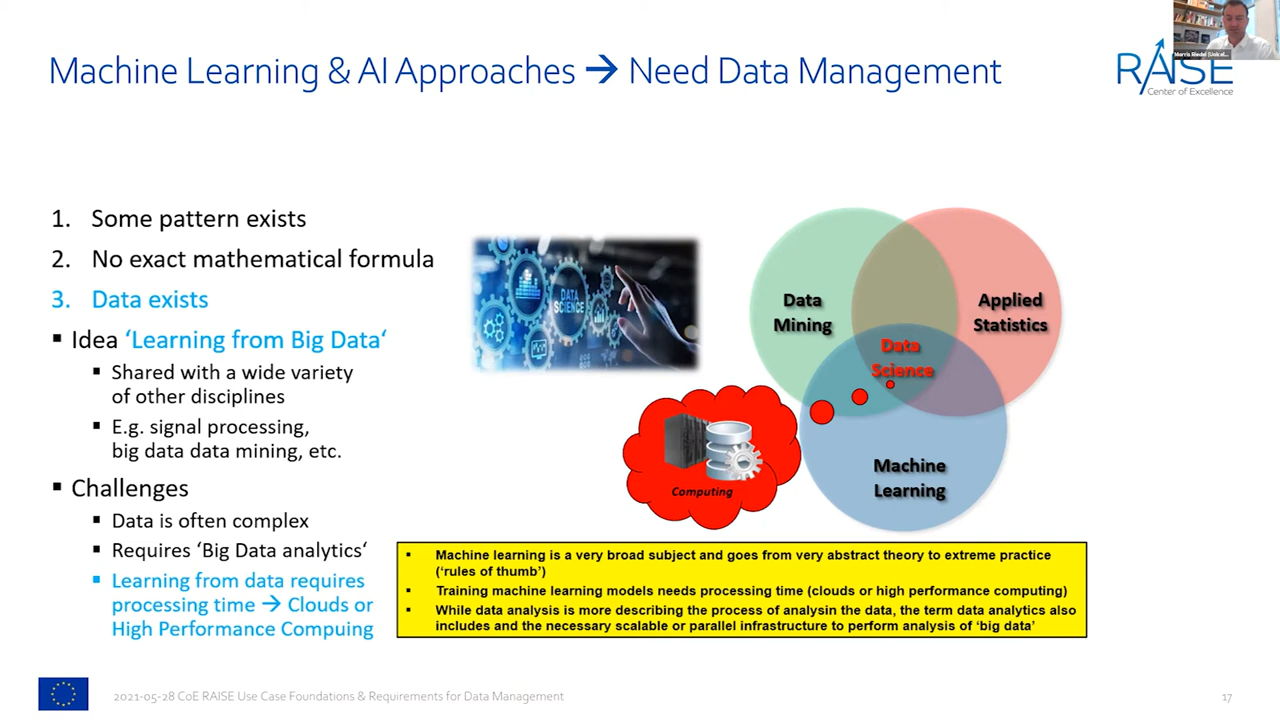 Machine Learning & AI Approaches → Need Data Management
RAISE
Center of Excellence
1. Some pattern exists
2. No exact mathematical formula
3. Data exists
▪ Idea ‘Learning from Big Data‘
▪ Shared with a wide variety
of other disciplines
▪ E.g. signal processing,
big data data mining, etc.
▪ Challenges
▪ Data is often complex
▪ Requires ‘Big Data analytics‘
▪ Learning from data requires
processing time → Clouds or
High Performance Compuing
DATA
SCIENCE
Data
Mining
Applied
Statistics
Data
Science
Machine
Learning
Computing
▪ Machine learning is a very broad subject and goes from very abstract theory to extreme practice
(‘rules of thumb’)
▪ Training machine learning models needs processing time (clouds or high performance computing)
▪ While data analysis is more describing the process of analysin the data, the term data analytics also
includes and the necessary scalable or parallel infrastructure to perform analysis of ‘big data’
2021-05-28 CoE RAISE Use Case Foundations & Requirements for Data Management
17